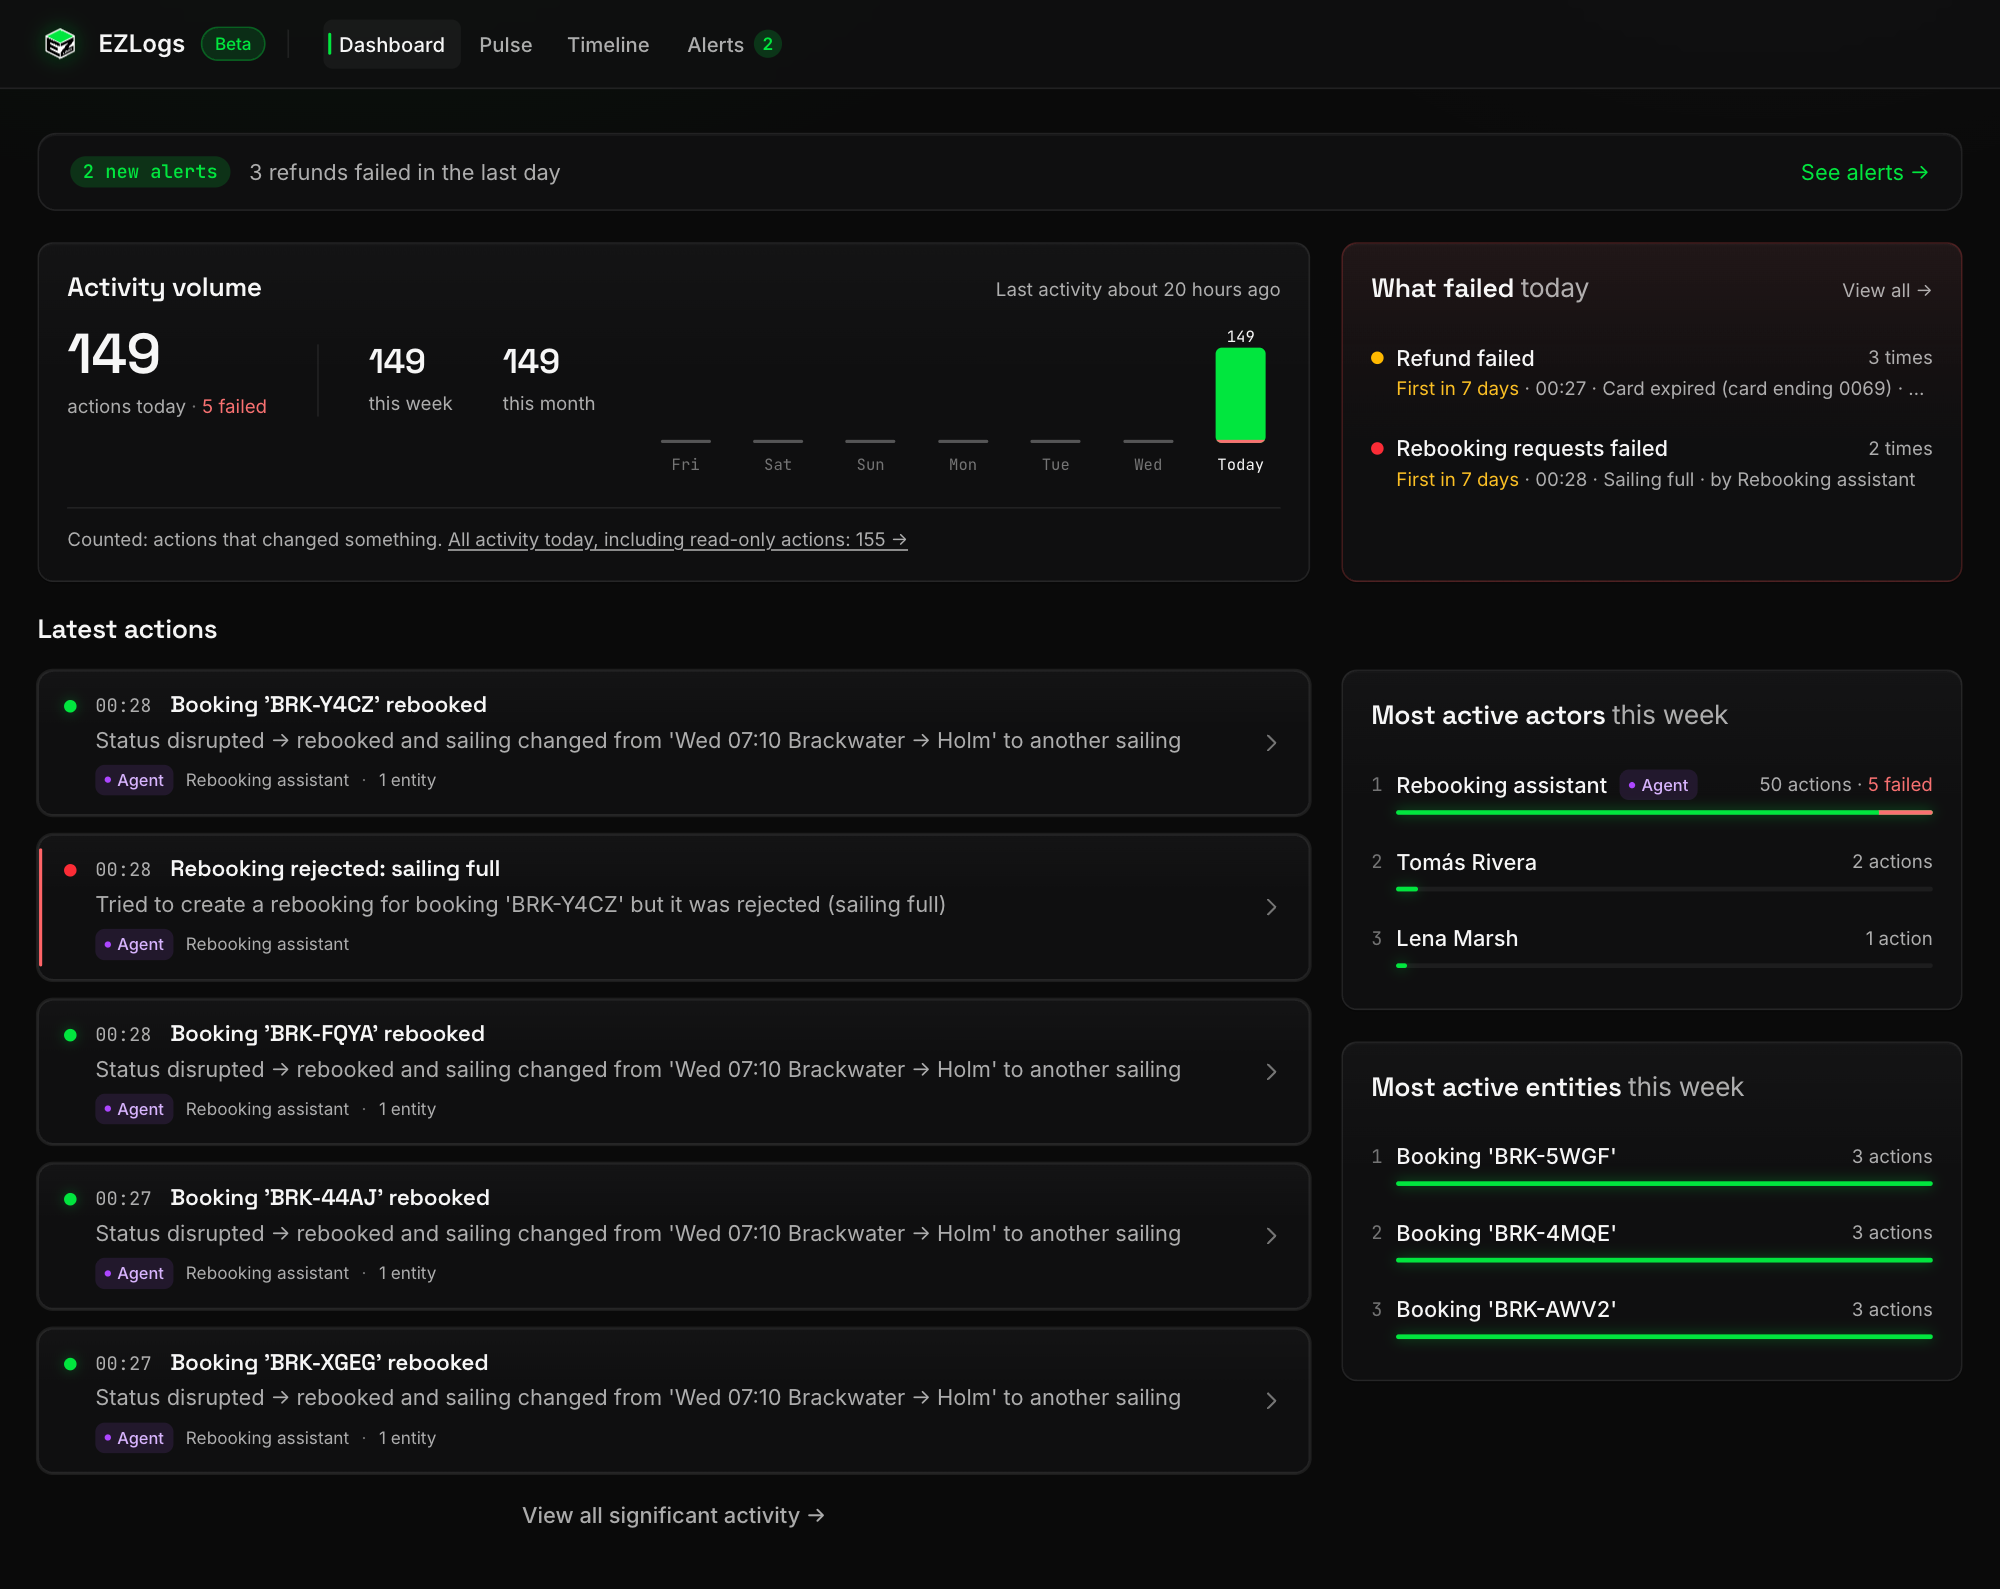 EZLogs Beta Dashboard Pulse Timeline Alerts 2
2 new alerts 3 refunds failed in the last day See alerts →
Activity volume Last activity about 20 hours ago
149
actions today · 5 failed
149
this week
149
this month
149
Fri Sat Sun Mon Tue Wed Today
Counted: actions that changed something. All activity today, including read-only actions: 155 →
What failed today View all →
Refund failed 3 times
First in 7 days · 00:27 · Card expired (card ending 0069) · ...
Rebooking requests failed 2 times
First in 7 days · 00:28 · Sailing full · by Rebooking assistant
Latest actions
00:28 Booking 'BRK-Y4CZ' rebooked
Status disrupted → rebooked and sailing changed from 'Wed 07:10 Brackwater → Holm' to another sailing
Agent Rebooking assistant · 1 entity
00:28 Rebooking rejected: sailing full
Tried to create a rebooking for booking 'BRK-Y4CZ' but it was rejected (sailing full)
Agent Rebooking assistant
00:28 Booking 'BRK-FQYA' rebooked
Status disrupted → rebooked and sailing changed from 'Wed 07:10 Brackwater → Holm' to another sailing
Agent Rebooking assistant · 1 entity
00:27 Booking 'BRK-44AJ' rebooked
Status disrupted → rebooked and sailing changed from 'Wed 07:10 Brackwater → Holm' to another sailing
Agent Rebooking assistant · 1 entity
00:27 Booking 'BRK-XGEG' rebooked
Status disrupted → rebooked and sailing changed from 'Wed 07:10 Brackwater → Holm' to another sailing
Agent Rebooking assistant · 1 entity
View all significant activity →
Most active actors this week
1 Rebooking assistant Agent 50 actions · 5 failed
2 Tomás Rivera 2 actions
3 Lena Marsh 1 action
Most active entities this week
1 Booking 'BRK-5WGF' 3 actions
2 Booking 'BRK-4MQE' 3 actions
3 Booking 'BRK-AWV2' 3 actions